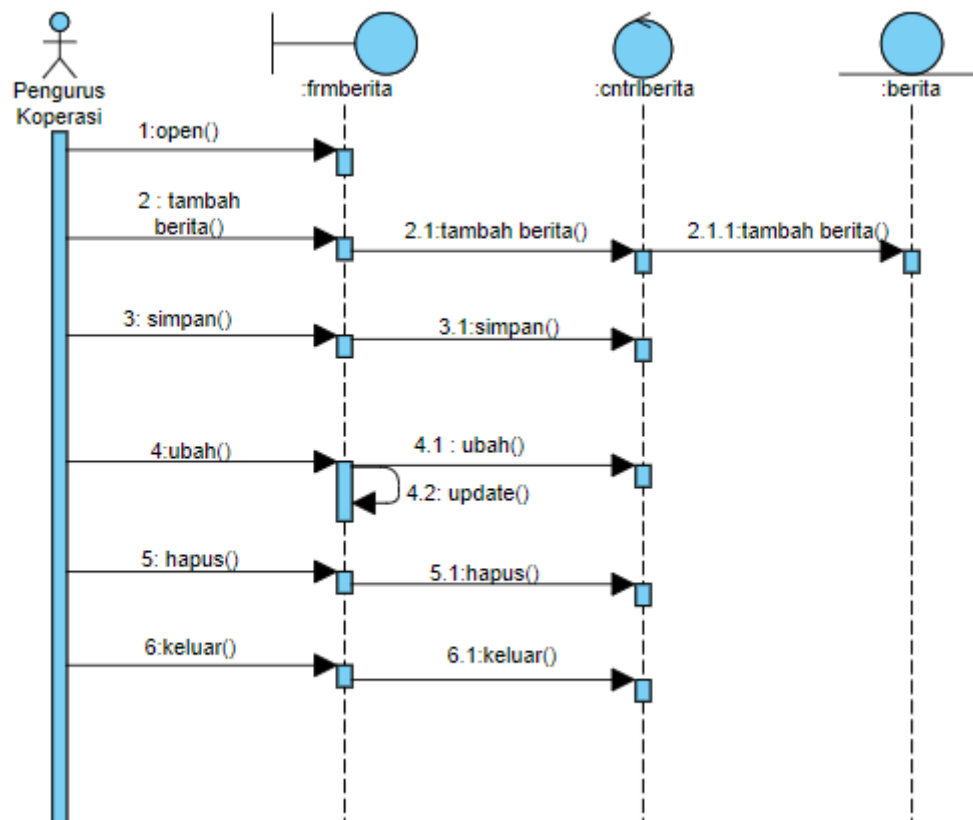 Pengurus
Koperasi
:frmberita
:cntrlberita
:berita
1:open()
2 : tambah
berita()
2.1:tambah berita()
2.1.1:tambah berita()
3: simpan()
3.1:simpan()
4:ubah()
4.1 : ubah()
4.2: update()
5: hapus()
5.1:hapus()
6:keluar()
6.1:keluar()